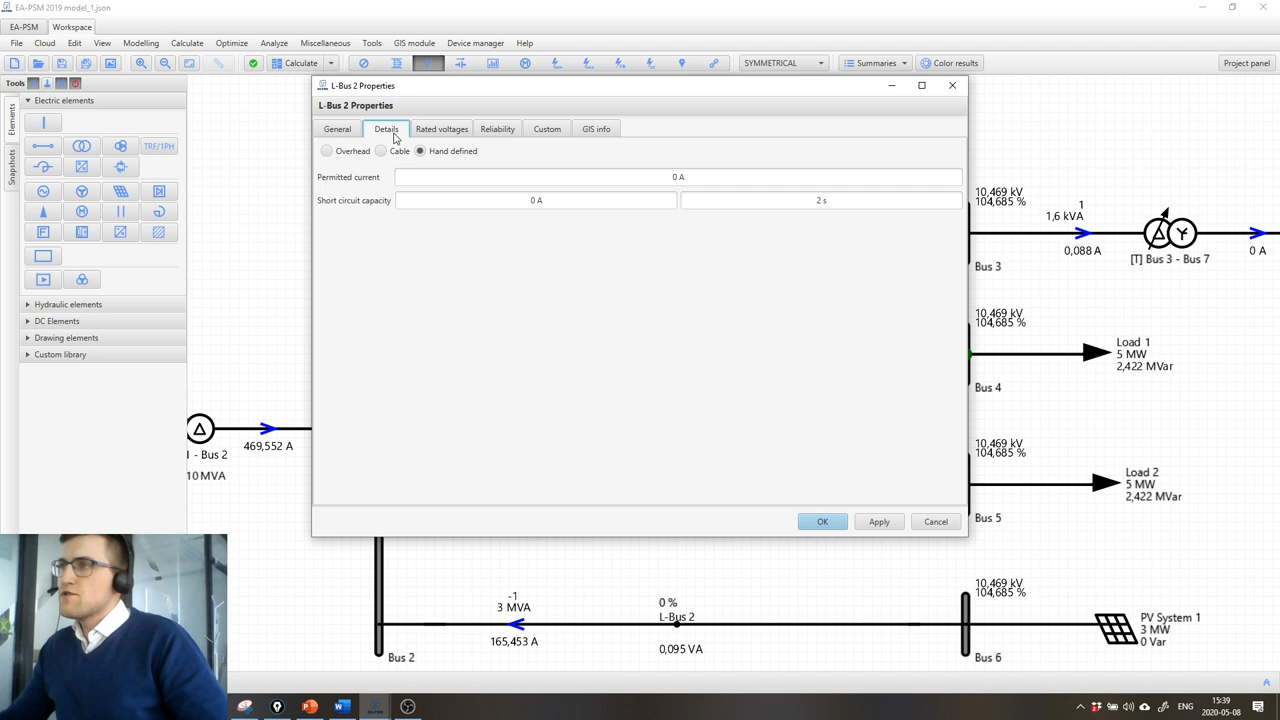 EA-PSM 2019 model_1.json
EA-PSM Workspace
File Cloud Edit View Modelling Calculate Optimize Analyze Miscellaneous Tools GIS module Device manager Help
Calculate SYMMETRICAL Summaries Color results Project panel
Tools
Elements
Snapshots
Electric elements
TRF/1PH
Hydraulic elements
DC Elements
Drawing elements
Custom library
L-Bus 2 Properties
L-Bus 2 Properties
General Details Rated voltages Reliability Custom GIS info
Overhead Cable Hand defined
Permitted current 0 A
Short circuit capacity 0 A 2 s
OK Apply Cancel
10,469 kV
104,685 %
Bus 3
1
1,6 kVA
0,088 A
[T] Bus 3 - Bus 7
0 A
10,469 kV
104,685 %
Bus 4
Load 1
5 MW
2,422 MVar
10,469 kV
104,685 %
Bus 5
Load 2
5 MW
2,422 MVar
469,552 A
- Bus 2
10 MVA
-1
3 MVA
165,453 A
Bus 2
0 %
L-Bus 2
0,095 VA
10,469 kV
104,685 %
Bus 6
PV System 1
3 MW
0 Var
ENG
15:39
2020-05-08